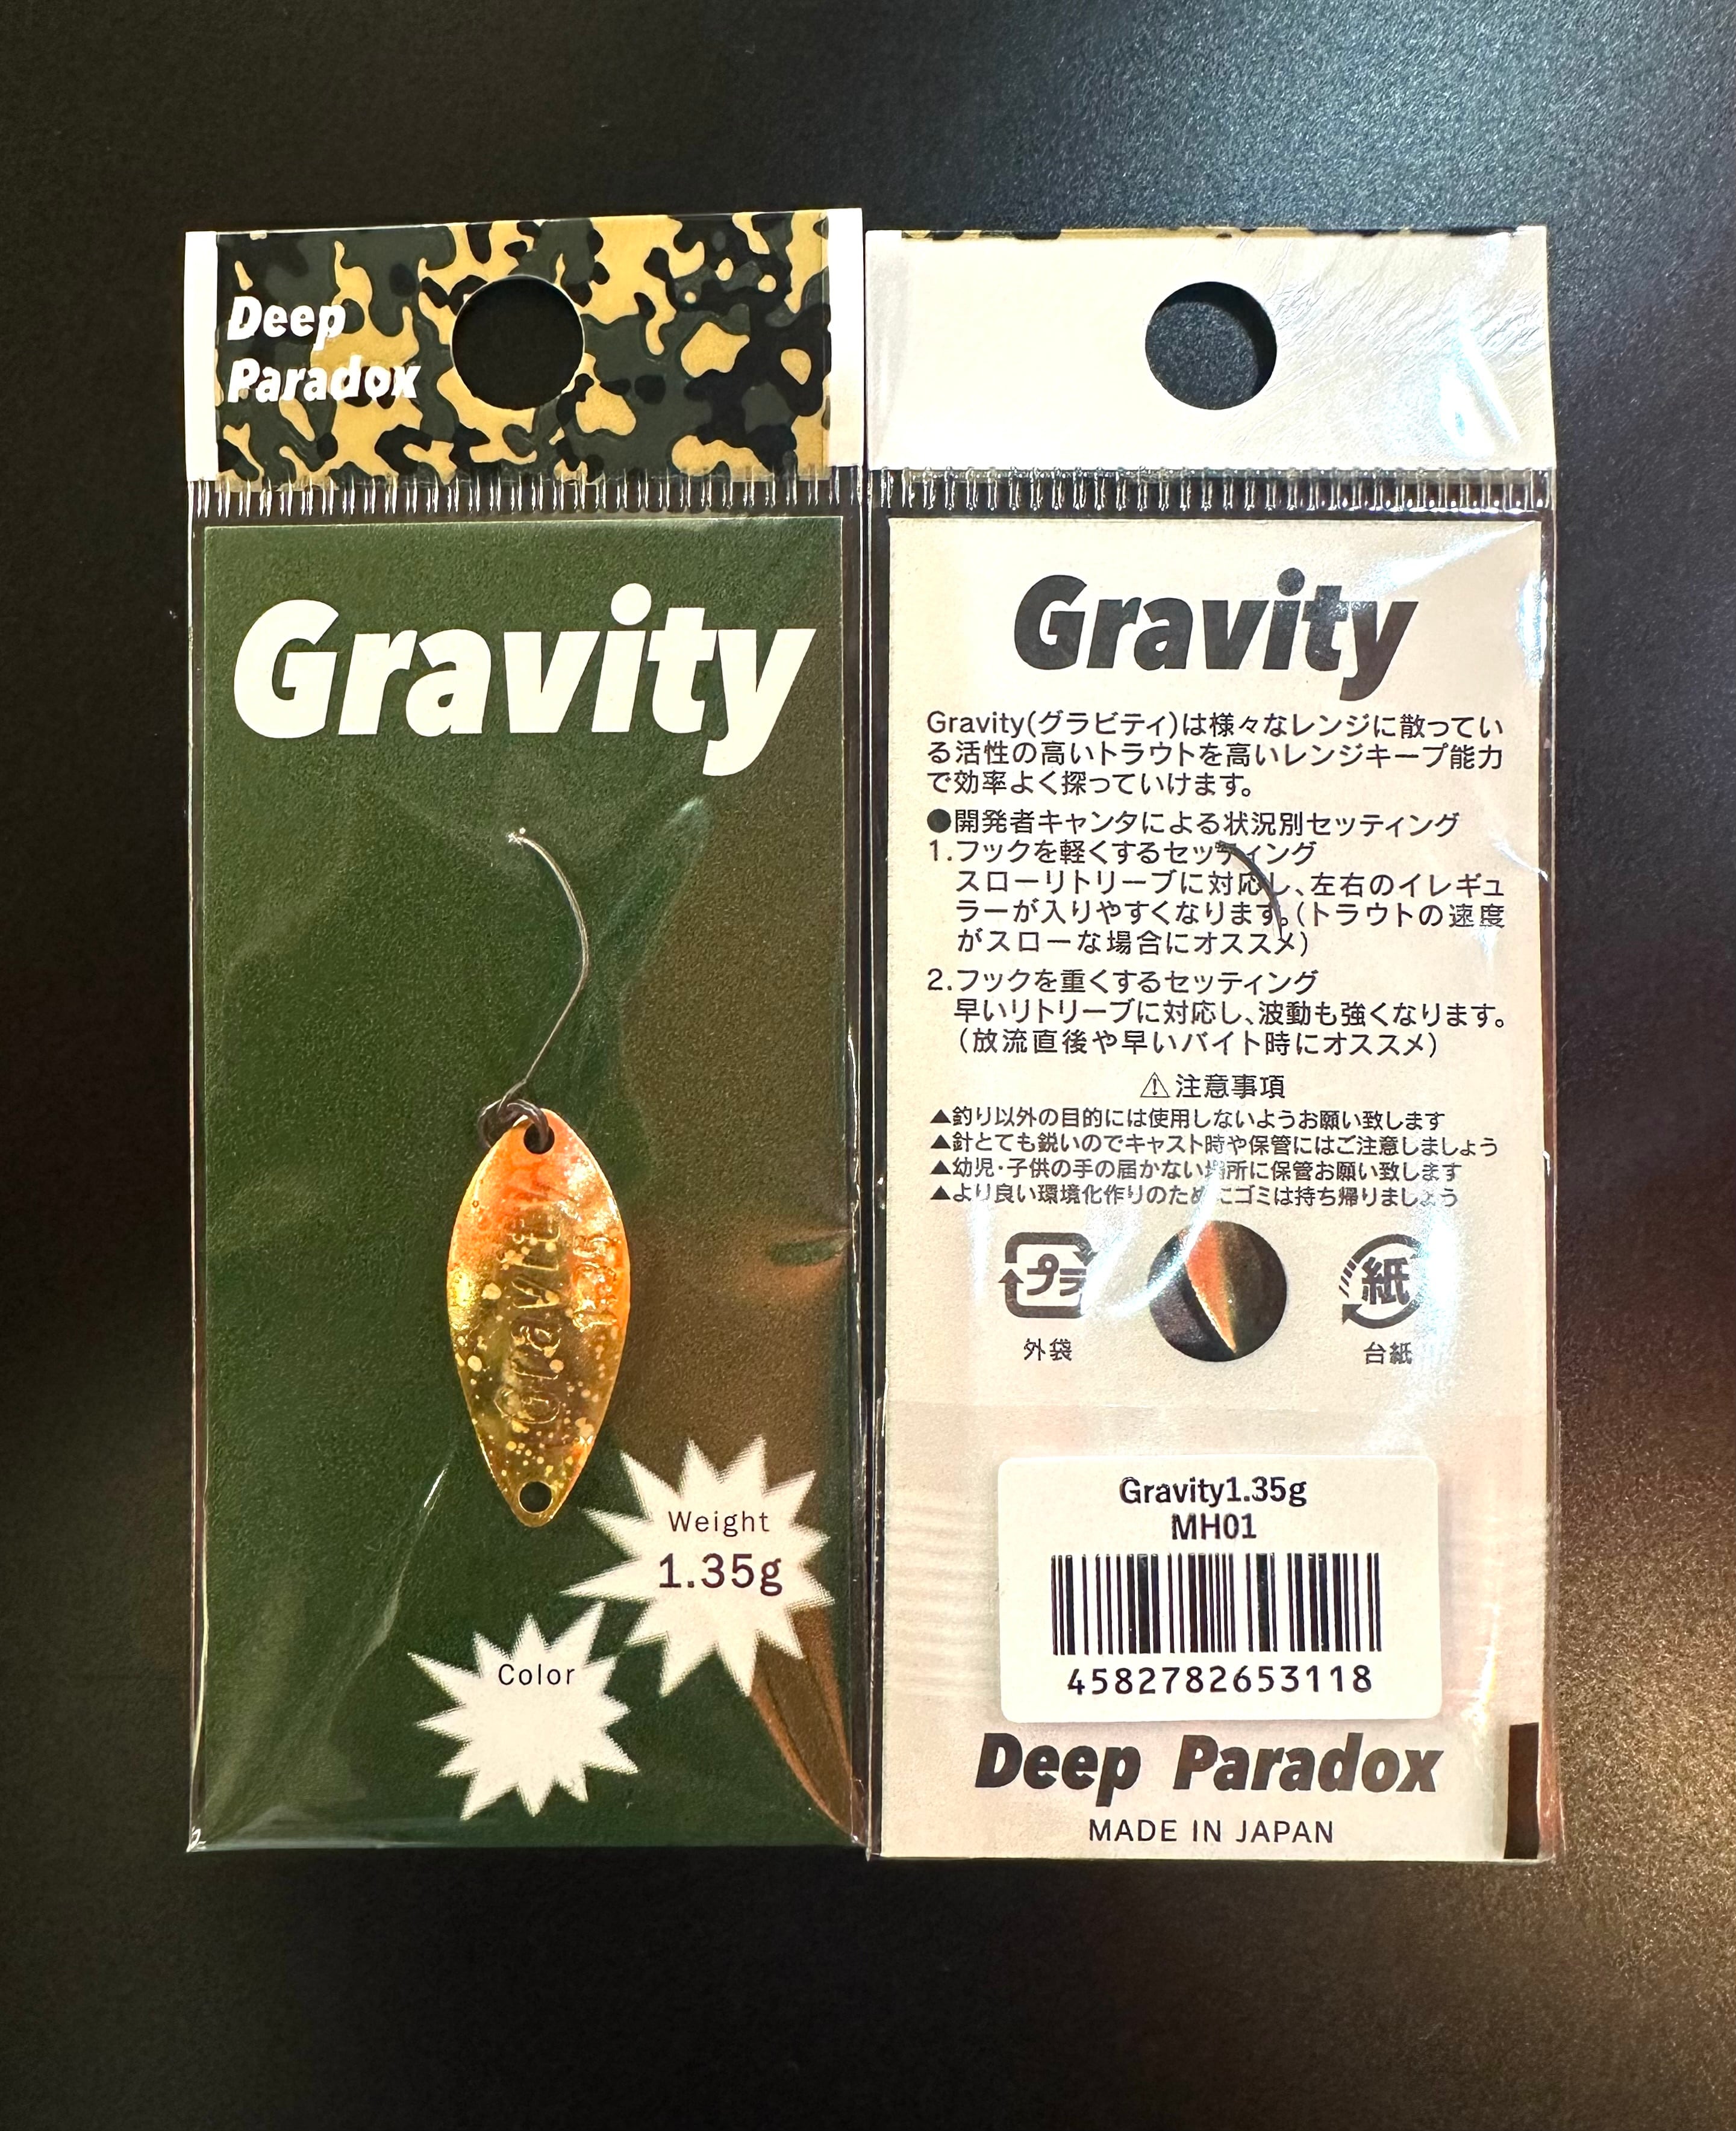 Deep
Paradox
Gravity
Gravity
Weight
1.35g
Color
Gravity
Gravity(グラビティ)は様々なレンジに散ってい
る活性の高いトラウトを高いレンジキープ能力
で効率よく探っていけます。
●開発者キャンタによる状況別セッティング
1.フックを軽くするセッティング
スローリトリーブに対応し、左右のイレギュ
ラーが入りやすくなります。(トラウトの速度
がスローな場合にオススメ)
2.フックを重くするセッティング
早いリトリーブに対応し、波動も強くなります。
(放流直後や早いバイト時にオススメ)
⚠注意事項
▲釣り以外の目的には使用しないようお願い致します
▲針とても鋭いのでキャスト時や保管にはご注意しましょう
▲幼児・子供の手の届かない場所に保管お願い致します
▲より良い環境化作りのためにゴミは持ち帰りましょう
プラ
紙
外袋
台紙
Gravity1.35g
MH01
4582782653118
Deep Paradox
MADE IN JAPAN